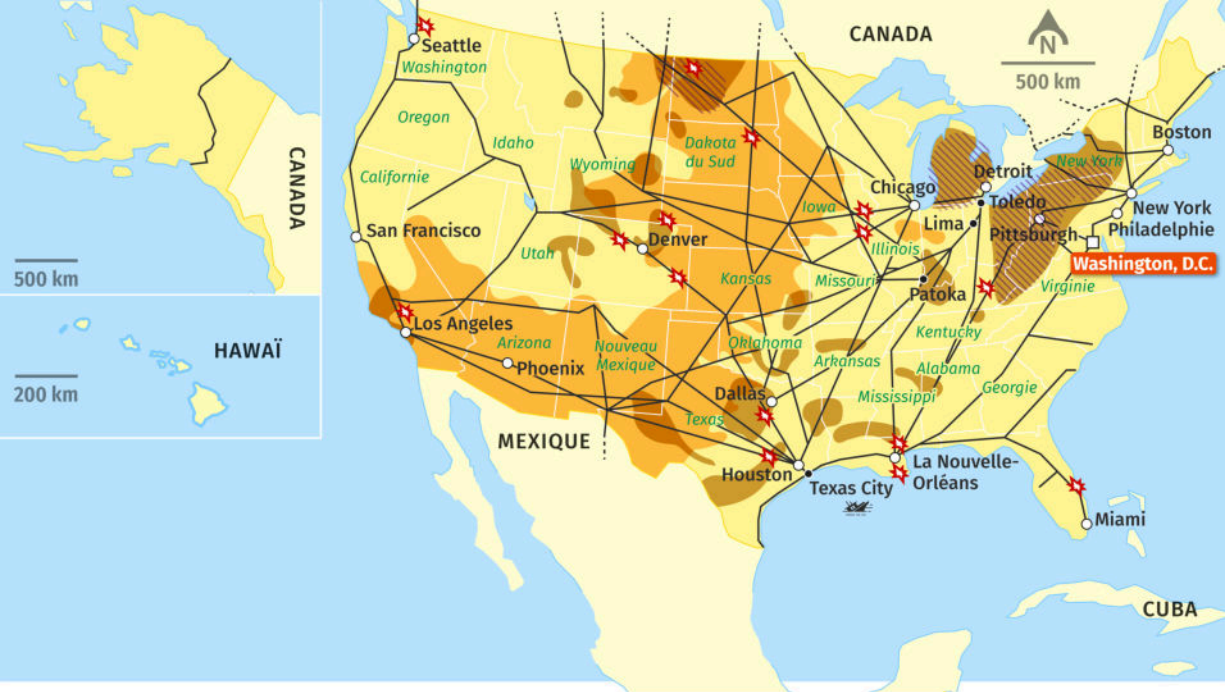 CANADA
N
500 km
Seattle
Washington
Oregon
Idaho
Wyoming
Dakota
du Sud
Boston
New York
Californie
CANADA
Detroit
Chicago
Toledo
Iowa
New York
Philadelphie
Lima
Pittsburgh
San Francisco
Denver
Utah
Illinois
Washington, D.C.
500 km
Kansas
Missouri
Patoka
Virginie
Los Angeles
Arizona
Nouveau
Mexique
Oklahoma
Kentucky
HAWAÏ
Phoenix
Arkansas
Alabama
Georgie
200 km
Dallas
Mississippi
Texas
MEXIQUE
Houston
Texas City
La Nouvelle-
Orléans
Miami
CUBA